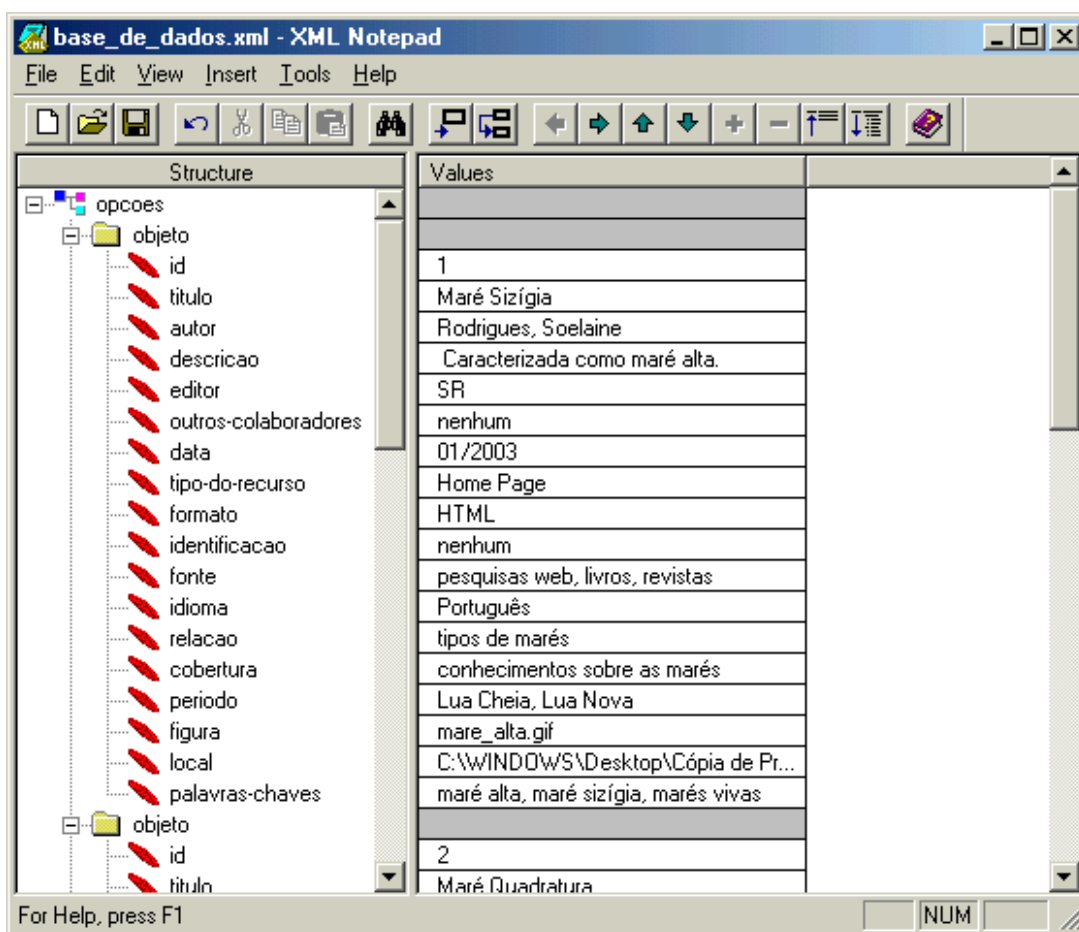 base_de_dados.xml - XML Notepad
File Edit View Insert Tools Help
Structure Values
opcoes
objeto
id 1
titulo Maré Sizígia
autor Rodrigues, Soelaine
descricao Caracterizada como maré alta.
editor SR
outros-colaboradores nenhum
data 01/2003
tipo-do-recurso Home Page
formato HTML
identificacao nenhum
fonte pesquisas web, livros, revistas
idioma Português
relacao tipos de marés
cobertura conhecimentos sobre as marés
periodo Lua Cheia, Lua Nova
figura mare_alta.gif
local C:\WINDOWS\Desktop\Cópia de Pr...
palavras-chaves maré alta, maré sizígia, marés vivas
objeto
id 2
titulo Maré Quadratura
For Help, press F1 NUM